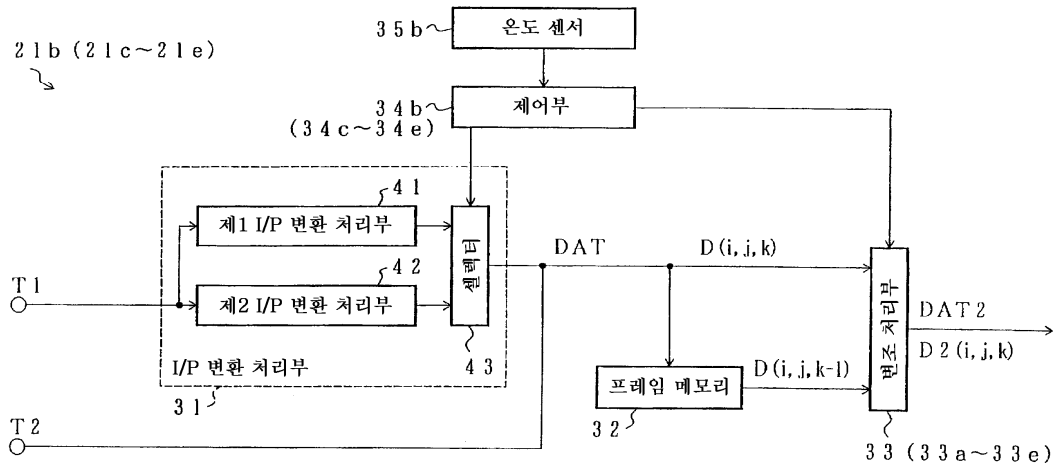 35b
온도 센서
21b (21c~21e)
34b
제어부
(34c~34e)
41
제1 I/P 변환 처리부
42
제2 I/P 변환 처리부
셀렉터
43
I/P 변환 처리부
31
T1
T2
DAT
D(i,j,k)
프레임 메모리
32
D(i,j,k-1)
변조 처리부
DAT2
D2(i,j,k)
33 (33a~33e)